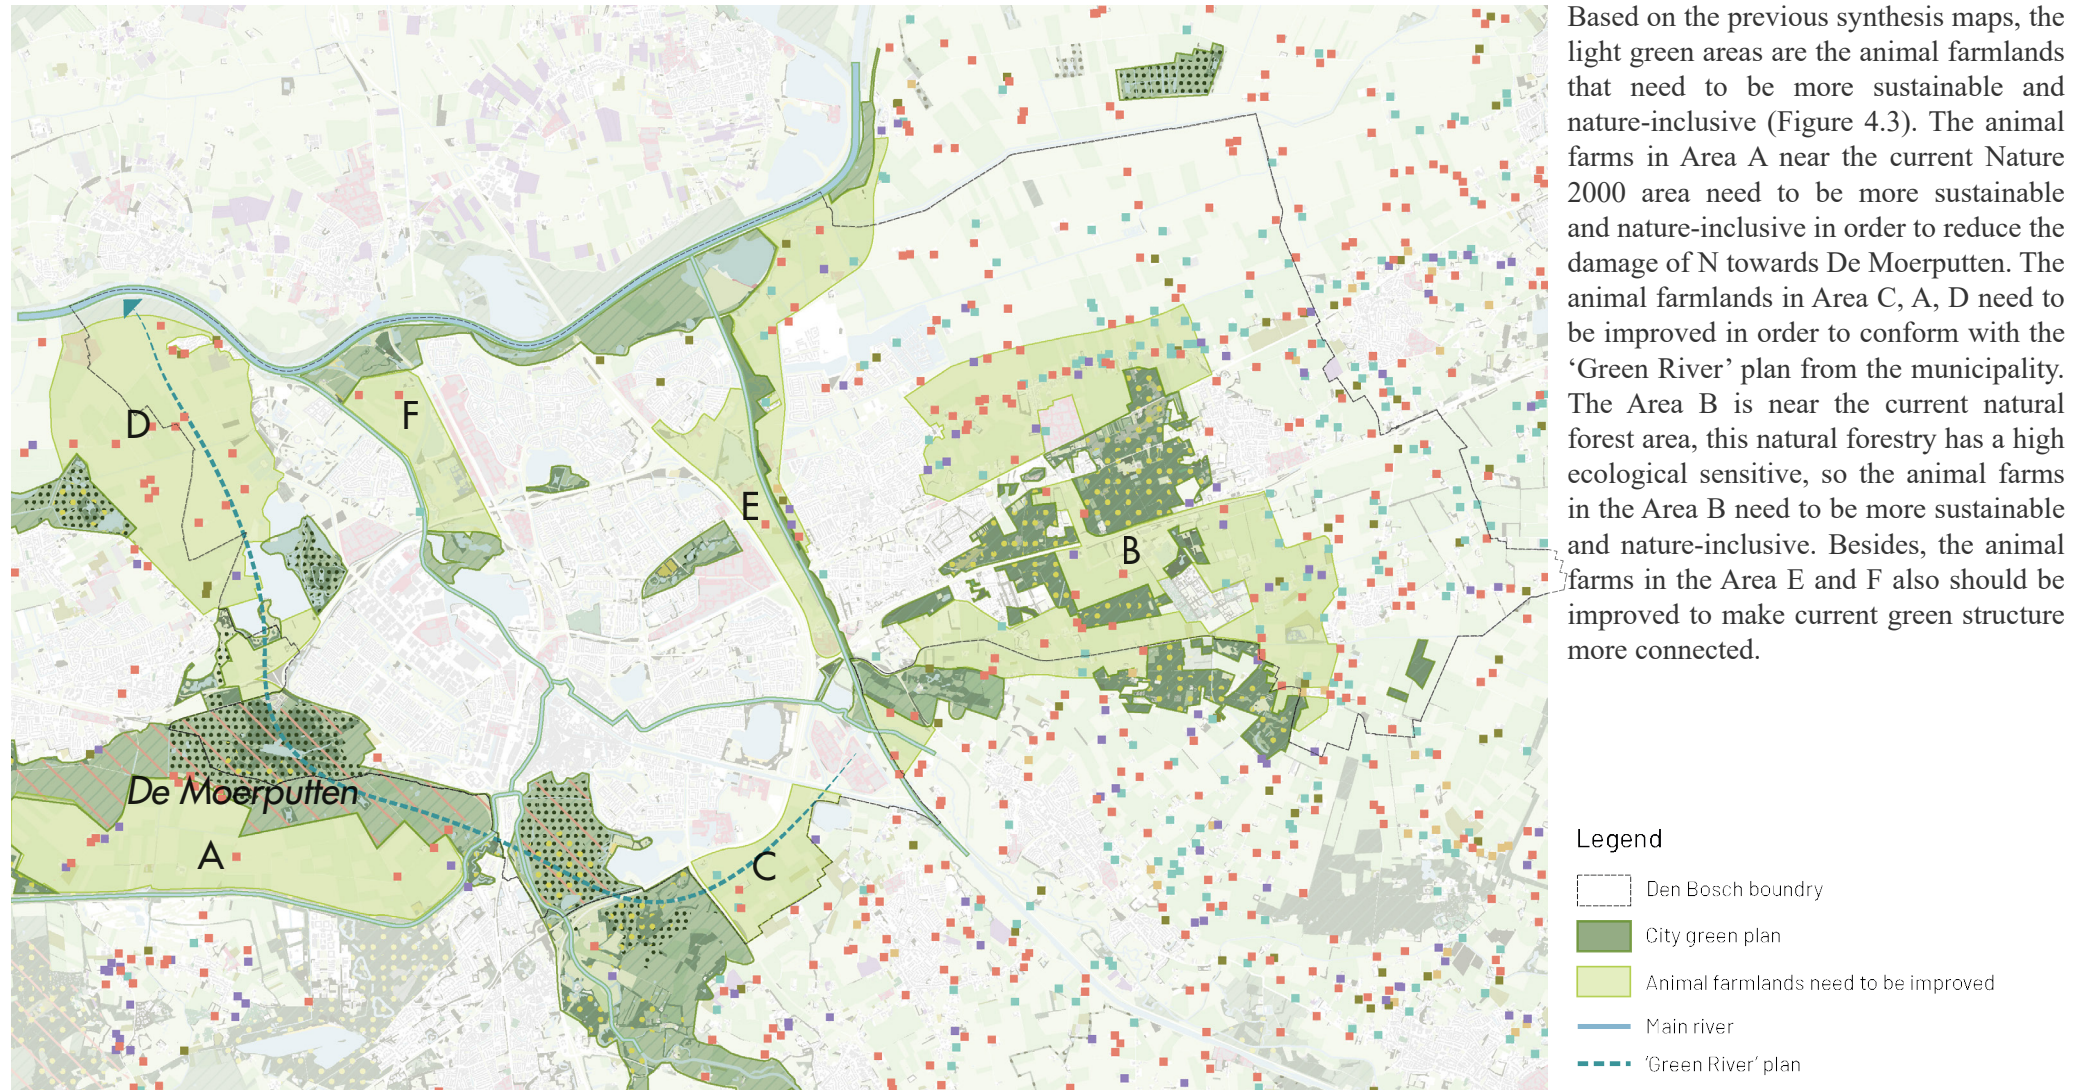 D
F
E
B
De Moerputten
A
C
Based on the previous synthesis maps, the
light green areas are the animal farmlands
that need to be more sustainable and
nature-inclusive (Figure 4.3). The animal
farms in Area A near the current Nature
2000 area need to be more sustainable
and nature-inclusive in order to reduce the
damage of N towards De Moerputten. The
animal farmlands in Area C, A, D need to
be improved in order to conform with the
‘Green River’ plan from the municipality.
The Area B is near the current natural
forest area, this natural forestry has a high
ecological sensitive, so the animal farms
in the Area B need to be more sustainable
and nature-inclusive. Besides, the animal
farms in the Area E and F also should be
improved to make current green structure
more connected.
Legend
Den Bosch boundry
City green plan
Animal farmlands need to be improved
Main river
'Green River' plan